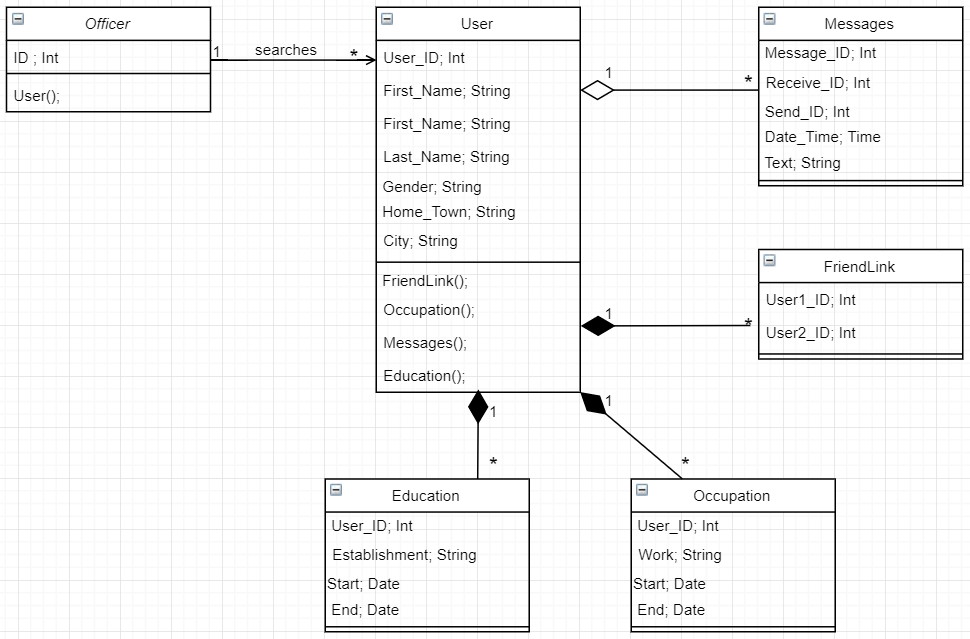 Officer
ID ; Int
User();
1
searches
*
User
User_ID; Int
First_Name; String
First_Name; String
Last_Name; String
Gender; String
Home_Town; String
City; String
FriendLink();
Occupation();
Messages();
Education();
1
*
Messages
Message_ID; Int
Receive_ID; Int
Send_ID; Int
Date_Time; Time
Text; String
1
*
FriendLink
User1_ID; Int
User2_ID; Int
1
*
Education
User_ID; Int
Establishment; String
Start; Date
End; Date
1
*
Occupation
User_ID; Int
Work; String
Start; Date
End; Date